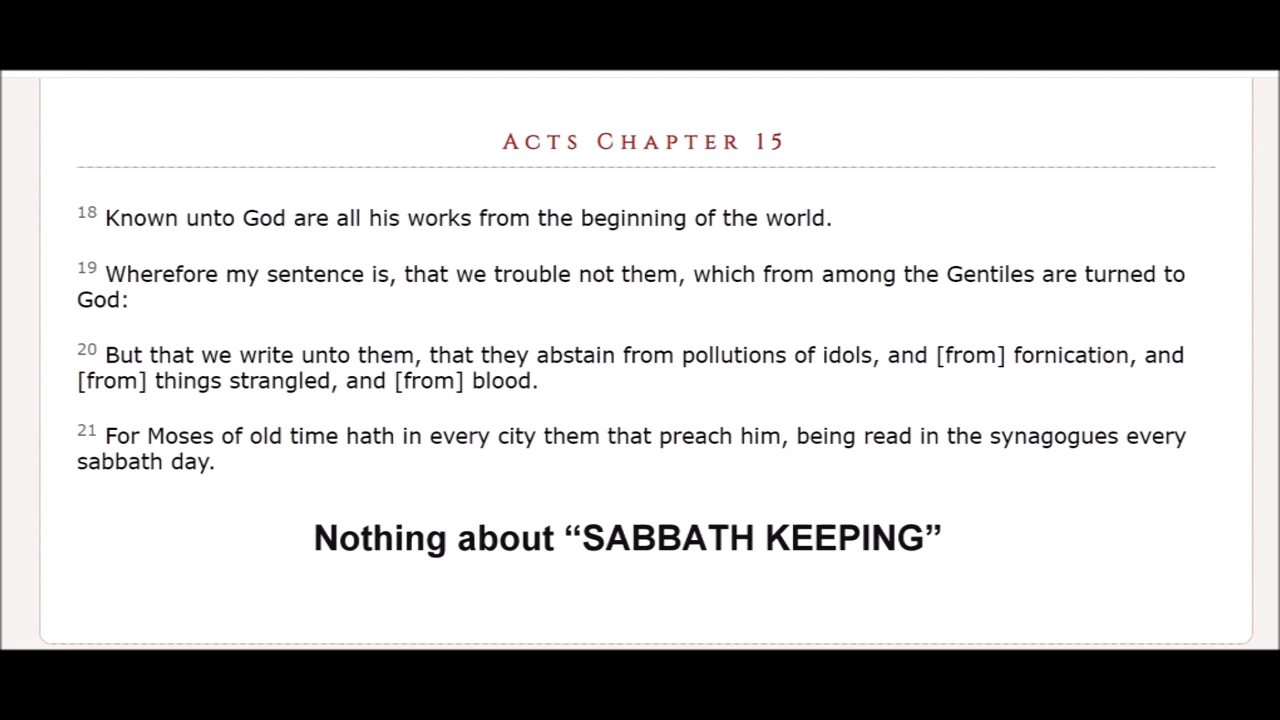 Acts Chapter 15
18 Known unto God are all his works from the beginning of the world.
19 Wherefore my sentence is, that we trouble not them, which from among the Gentiles are turned to
God:
20 But that we write unto them, that they abstain from pollutions of idols, and [from] fornication, and
[from] things strangled, and [from] blood.
21 For Moses of old time hath in every city them that preach him, being read in the synagogues every
sabbath day.
Nothing about “SABBATH KEEPING”